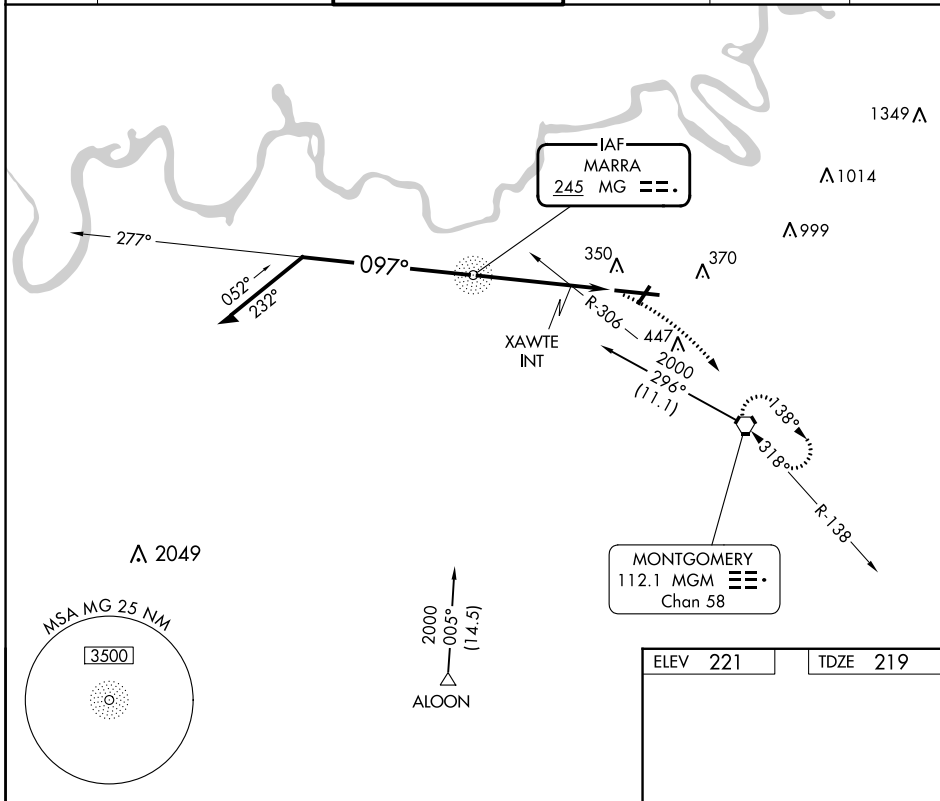 1349
IAF
MARRA
245 MG
1014
999
277°
097°
350
370
052°
232°
R-306
XAWTE
INT
447
2000
296°
(11.1)
138°
318°
R-138
2049
MONTGOMERY
112.1 MGM
Chan 58
MSA MG 25 NM
3500
2000
005°
(14.5)
ALOON
ELEV 221
TDZE 219